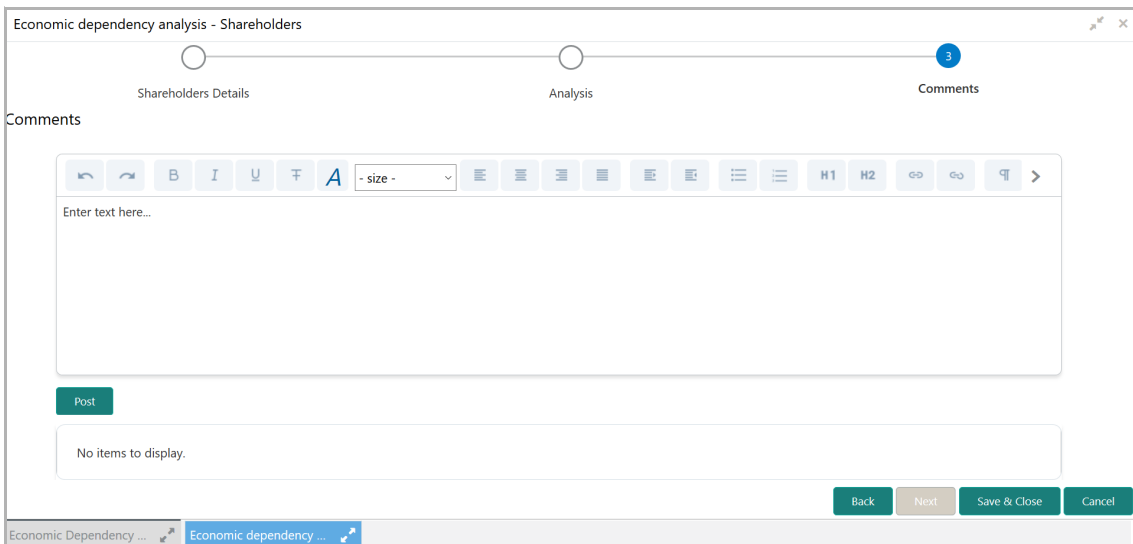 Economic dependency analysis - Shareholders
3
Shareholders Details
Analysis
Comments
Comments
B I U T A - size - H1 H2 ¶
Enter text here...
Post
No items to display.
Back Next Save & Close Cancel
Economic Dependency ... Economic dependency ...